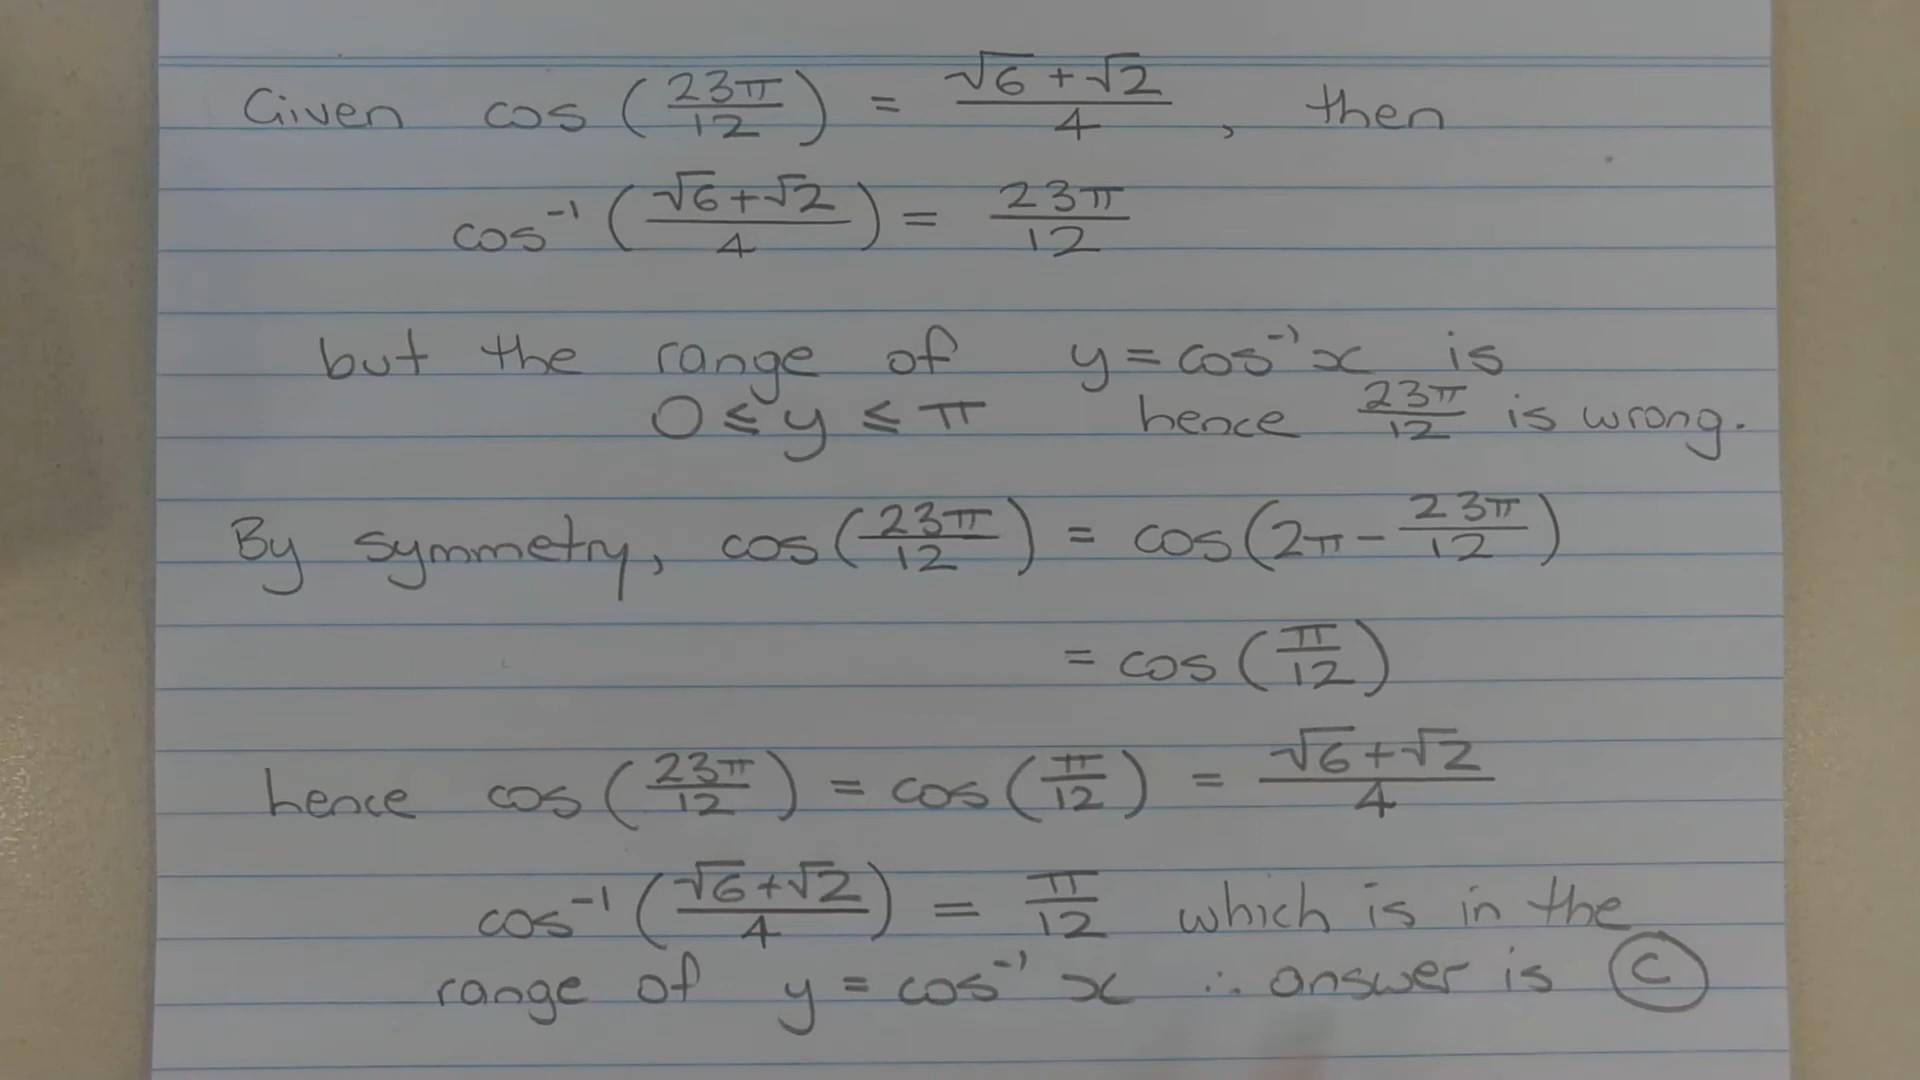 Given cos (23π/12) = (√6 + √2)/4, then
cos⁻¹ ((√6+√2)/4) = 23π/12
but the range of y = cos⁻¹ x is
0 ≤ y ≤ π hence 23π/12 is wrong.
By symmetry, cos (23π/12) = cos (2π - 23π/12)
= cos (π/12)
hence cos (23π/12) = cos (π/12) = (√6+√2)/4
cos⁻¹ ((√6+√2)/4) = π/12 which is in the
range of y = cos⁻¹ x ∴ answer is C